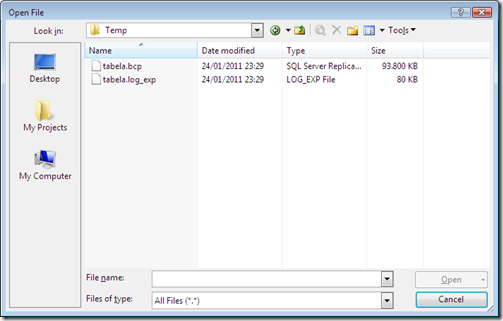 Open File
Look in: Temp Tools
Name Date modified Type Size
tabela.bcp 24/01/2011 23:29 SQL Server Replica... 93.800 KB
tabela.log_exp 24/01/2011 23:29 LOG_EXP File 80 KB
Desktop
My Projects
My Computer
File name: Open
Files of type: All Files (*.*) Cancel